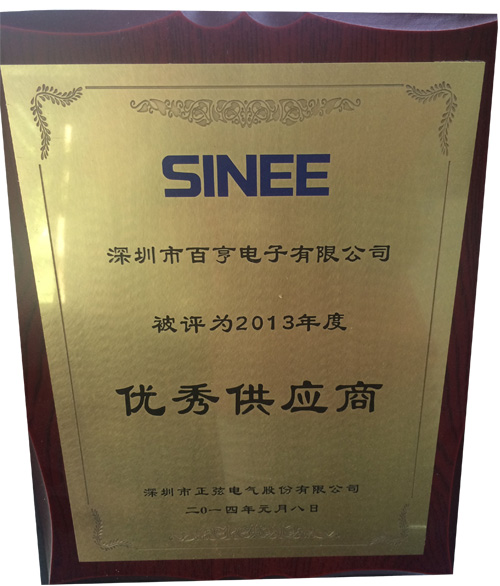 SINEE
深圳市百亨电子有限公司
被评为2013年度
优秀供应商
深圳市正弦电气股份有限公司
二0一四年元月八日